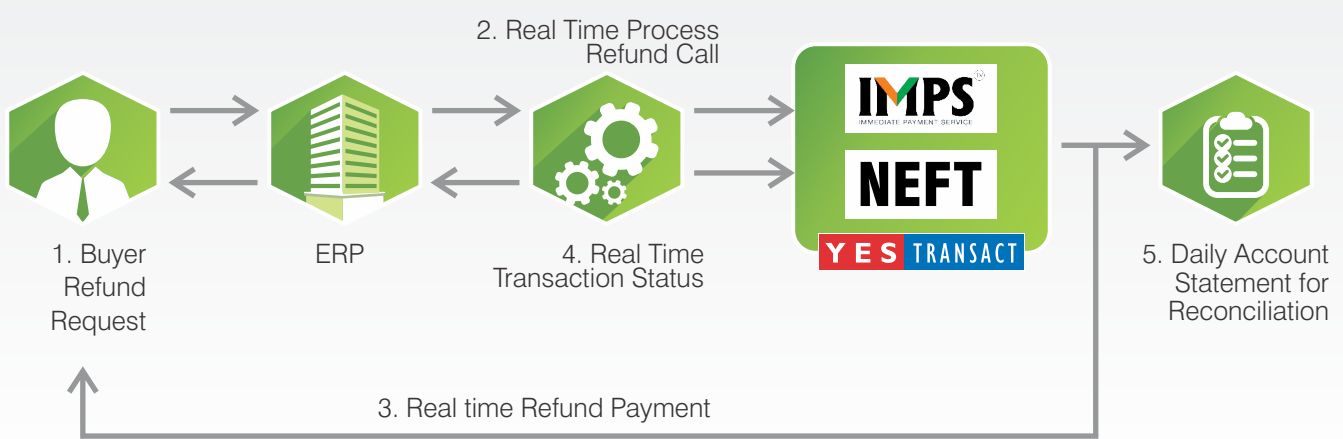 2. Real Time Process
Refund Call
IMPS
TM
IMMEDIATE PAYMENT SERVICE
NEFT
YES TRANSACT
1. Buyer
Refund
Request
ERP
4. Real Time
Transaction Status
5. Daily Account
Statement for
Reconciliation
3. Real time Refund Payment